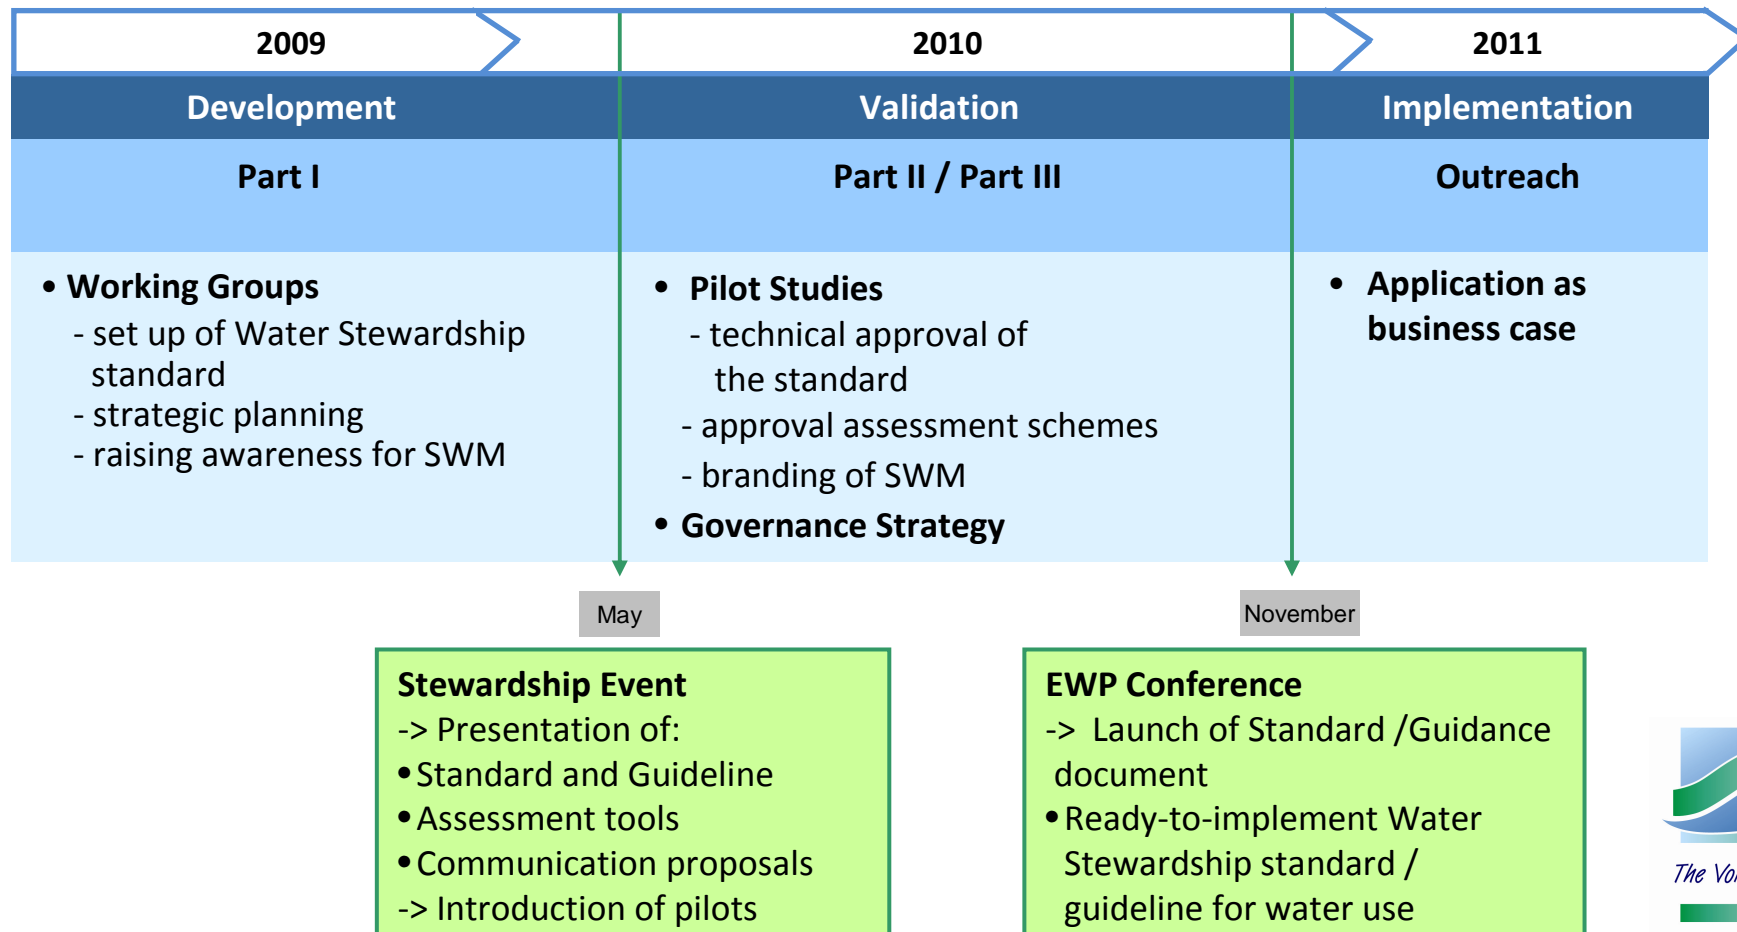 2009
2010
2011
Development
Validation
Implementation
Part I
Part II / Part III
Outreach
• Working Groups
- set up of Water Stewardship
standard
- strategic planning
- raising awareness for SWM
• Pilot Studies
- technical approval of
the standard
- approval assessment schemes
- branding of SWM
• Governance Strategy
• Application as
business case
May
November
Stewardship Event
-> Presentation of:
• Standard and Guideline
• Assessment tools
• Communication proposals
-> Introduction of pilots
EWP Conference
-> Launch of Standard /Guidance
document
• Ready-to-implement Water
Stewardship standard /
guideline for water use
The